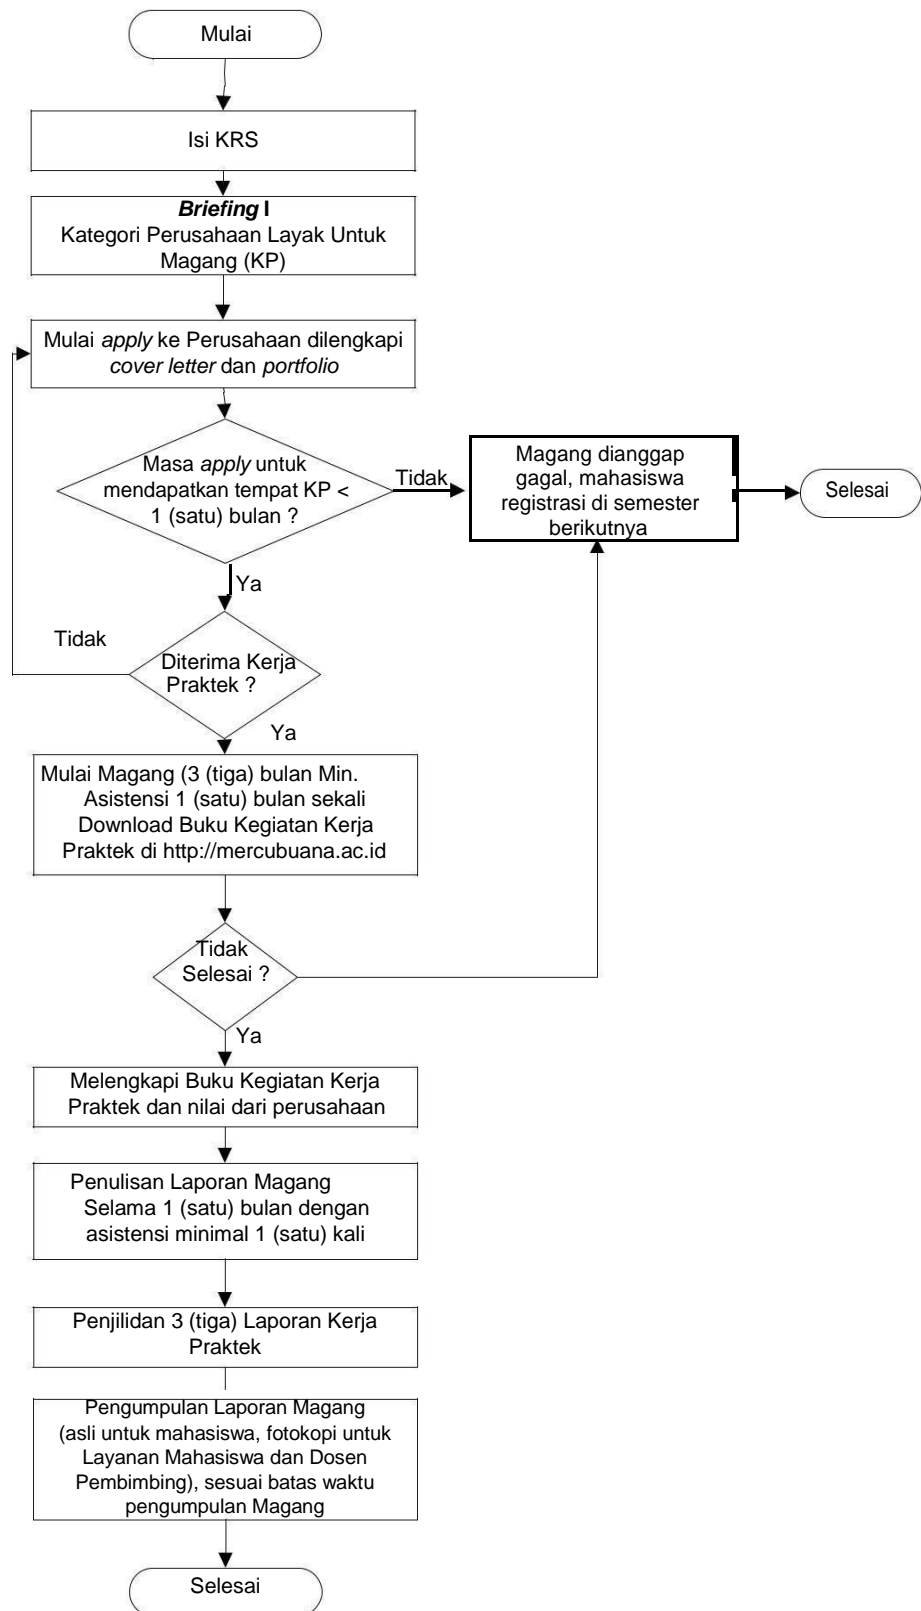 Mulai
Isi KRS
Briefing I
Kategori Perusahaan Layak Untuk
Magang (KP)
Mulai apply ke Perusahaan dilengkapi
cover letter dan portfolio
Masa apply untuk
mendapatkan tempat KP <
1 (satu) bulan ?
Tidak
Magang dianggap
gagal, mahasiswa
registrasi di semester
berikutnya
Selesai
Ya
Tidak
Diterima Kerja
Praktek ?
Ya
Mulai Magang (3 (tiga) bulan Min.
Asistensi 1 (satu) bulan sekali
Download Buku Kegiatan Kerja
Praktek di http://mercubuana.ac.id
Tidak
Selesai ?
Ya
Melengkapi Buku Kegiatan Kerja
Praktek dan nilai dari perusahaan
Penulisan Laporan Magang
Selama 1 (satu) bulan dengan
asistensi minimal 1 (satu) kali
Penjilidan 3 (tiga) Laporan Kerja
Praktek
Pengumpulan Laporan Magang
(asli untuk mahasiswa, fotokopi untuk
Layanan Mahasiswa dan Dosen
Pembimbing), sesuai batas waktu
pengumpulan Magang
Selesai